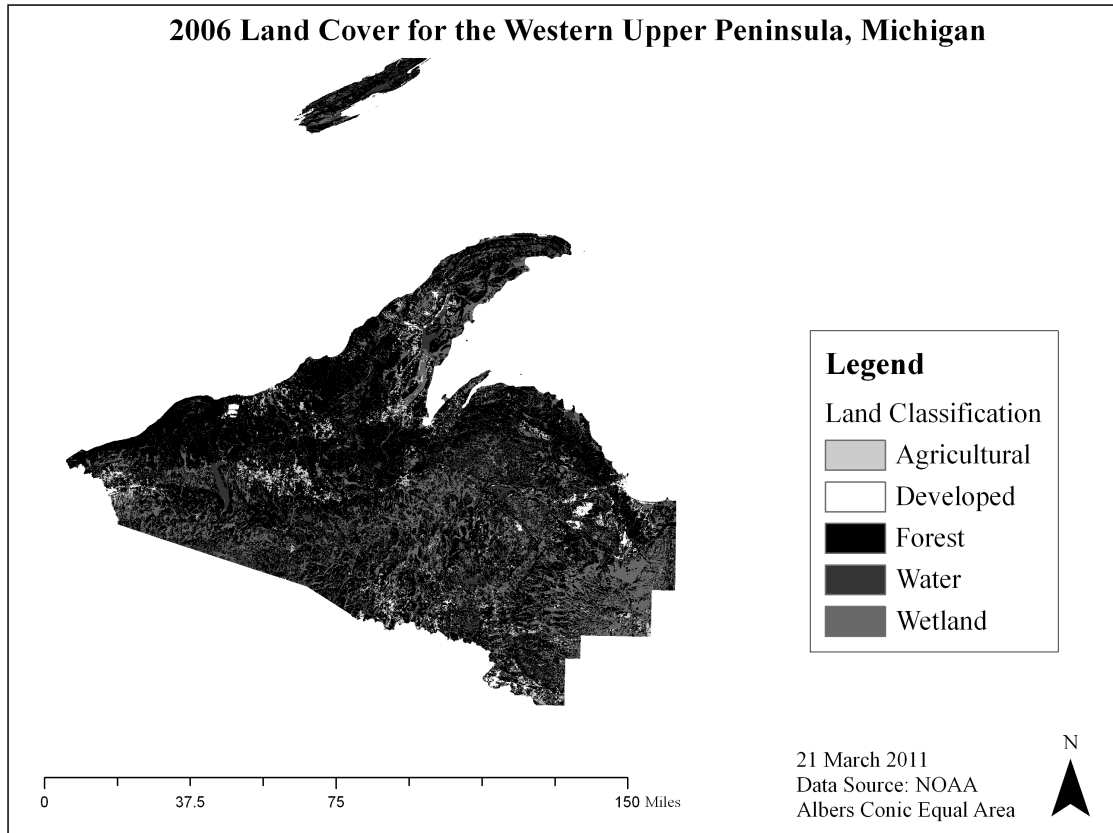 2006 Land Cover for the Western Upper Peninsula, Michigan
Legend
Land Classification
Agricultural
Developed
Forest
Water
Wetland
0 37.5 75 150 Miles
21 March 2011
Data Source: NOAA
Albers Conic Equal Area
N